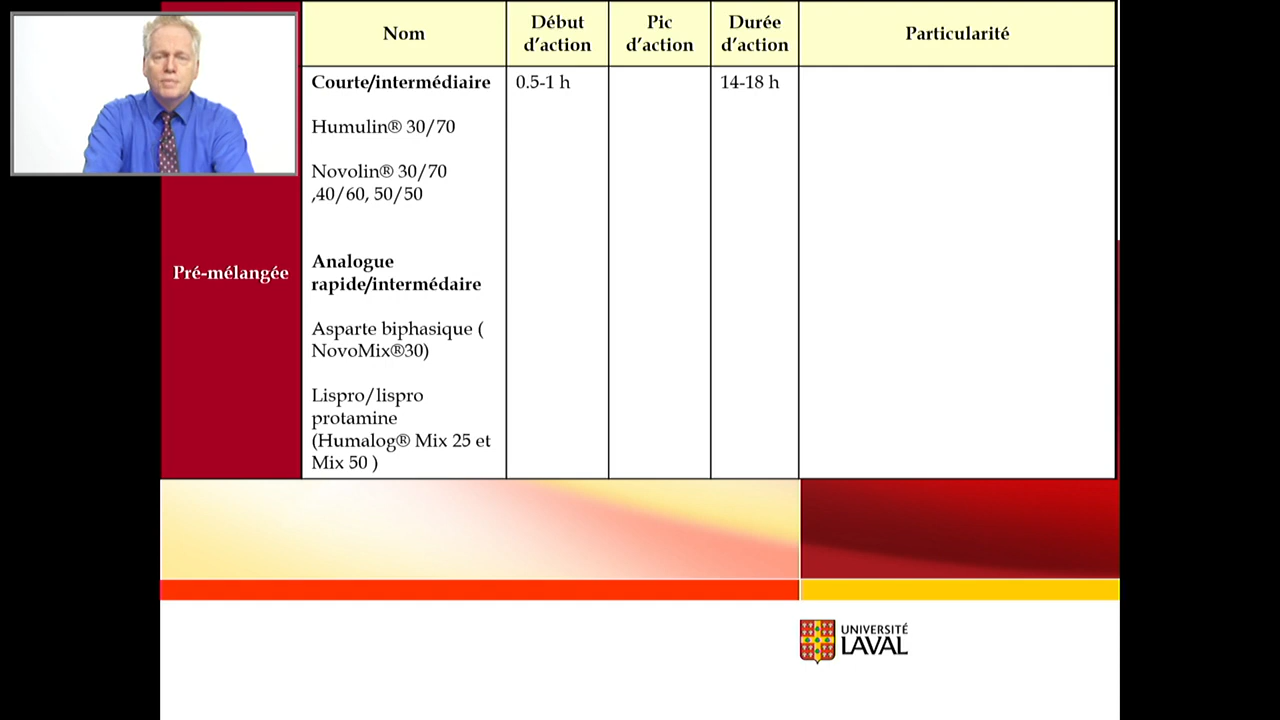 Nom
Début
d'action
Pic
d'action
Durée
d'action
Particularité
Pré-mélangée
Courte/intermédiaire
0.5-1 h
14-18 h
Humulin® 30/70
Novolin® 30/70
,40/60, 50/50
Analogue
rapide/intermédaire
Asparte biphasique (
NovoMix®30)
Lispro/lispro
protamine
(Humalog® Mix 25 et
Mix 50 )
UNIVERSITÉ
LAVAL